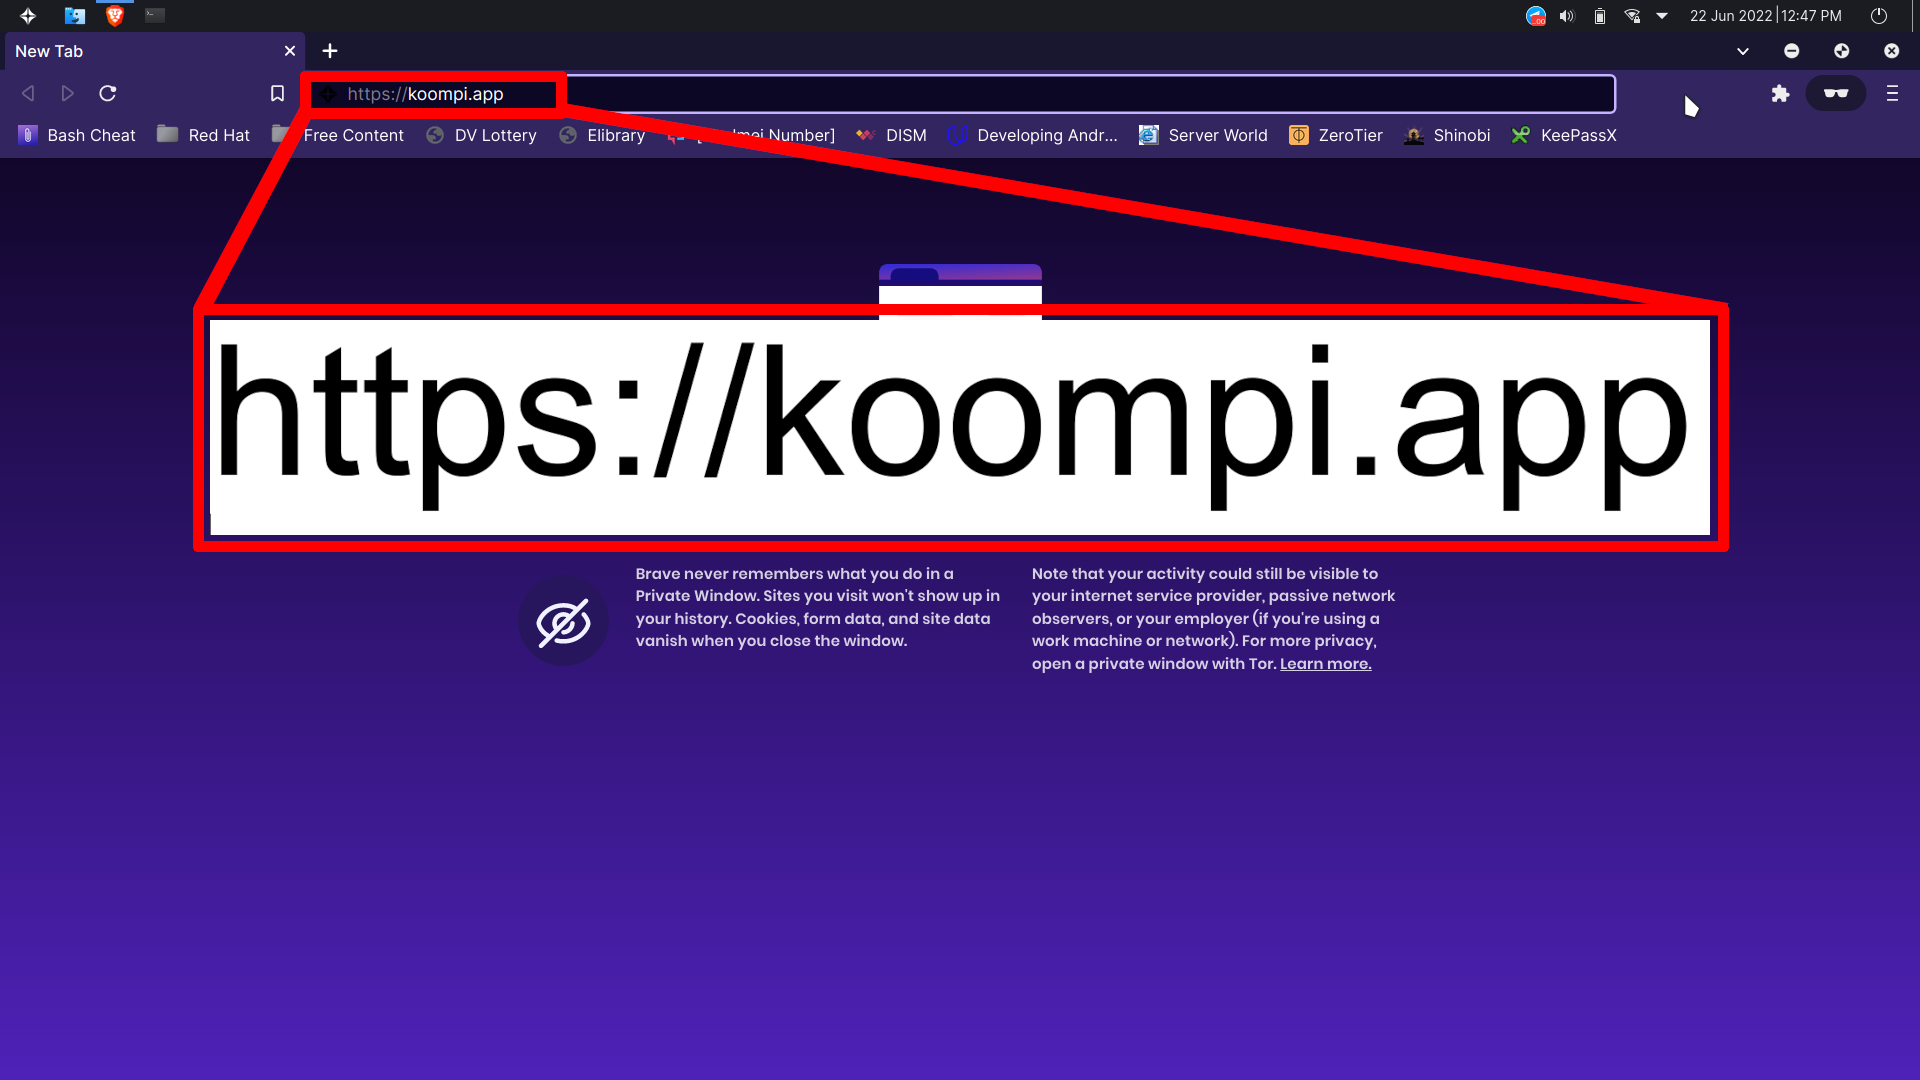 22 Jun 2022 | 12:47 PM
New Tab
https://koompi.app
Bash Cheat Red Hat Free Content DV Lottery Elibrary Number] DISM Developing Andr... Server World ZeroTier Shinobi KeePassX
https://koompi.app
Brave never remembers what you do in a
Private Window. Sites you visit won't show up in
your history. Cookies, form data, and site data
vanish when you close the window.
Note that your activity could still be visible to
your internet service provider, passive network
observers, or your employer (if you're using a
work machine or network). For more privacy,
open a private window with Tor. Learn more.